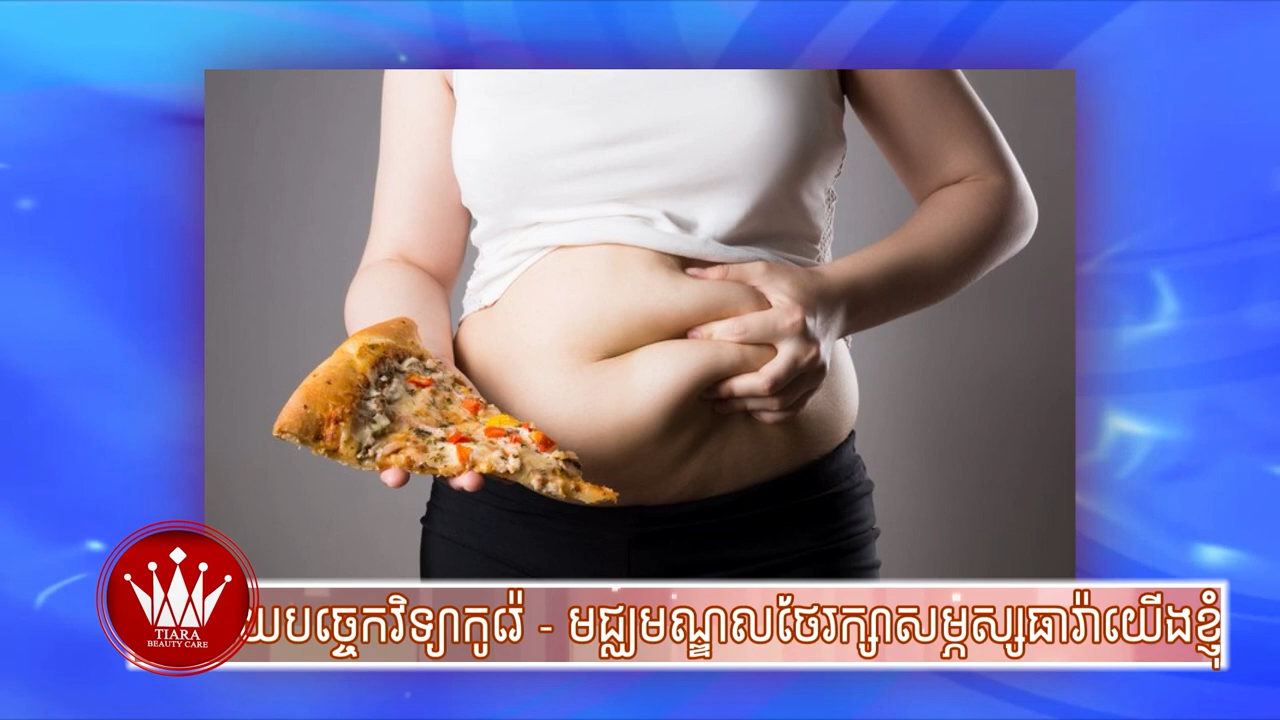 TIARA
BEAUTY CARE
យបច្ចេកវិទ្យាកូរ៉េ - មជ្ឈមណ្ឌលថែរក្សាសម្ផស្សធារ៉ាយើងខ្ញុំ